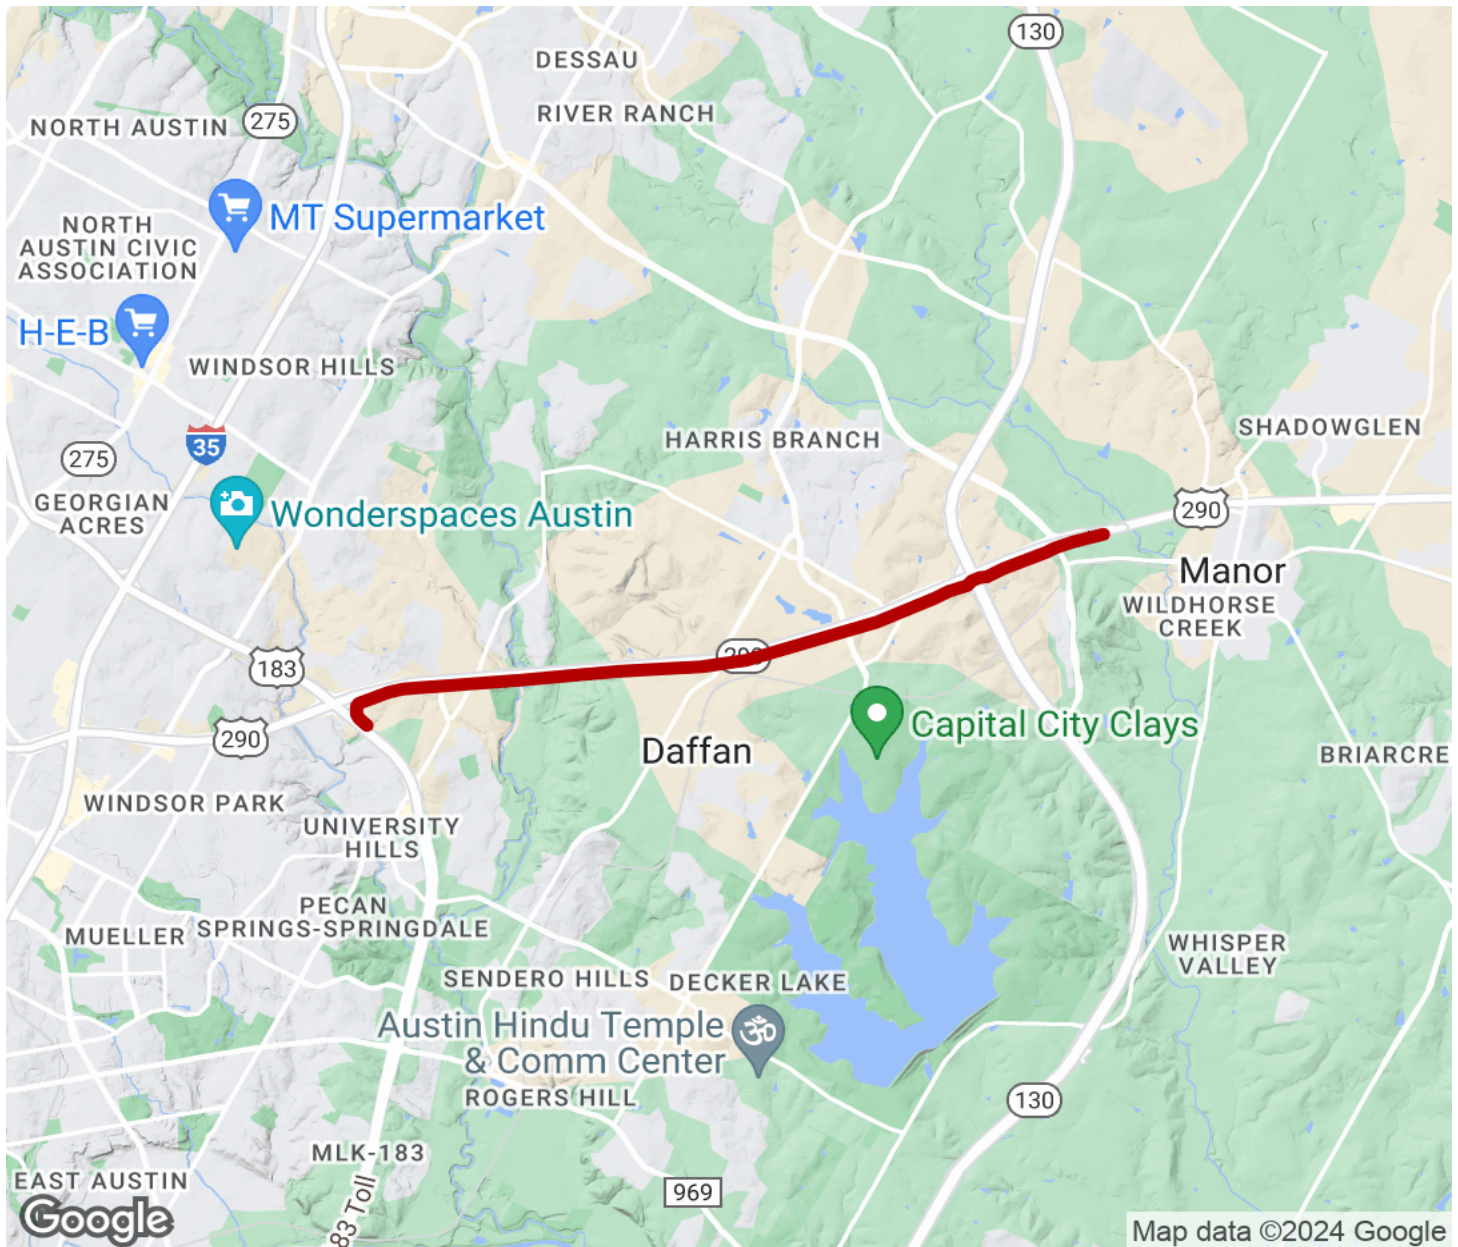 130
DESSAU
RIVER RANCH
NORTH AUSTIN
275
MT Supermarket
NORTH
AUSTIN CIVIC
ASSOCIATION
H-E-B
WINDSOR HILLS
35
HARRIS BRANCH
SHADOWGLEN
275
GEORGIAN
ACRES
Wonderspaces Austin
290
Manor
WILDHORSE
CREEK
183
290
290
Capital City Clays
Daffan
BRIARCRE
WINDSOR PARK
UNIVERSITY
HILLS
PECAN
SPRINGS-SPRINGDALE
MUELLER
WHISPER
VALLEY
SENDERO HILLS
DECKER LAKE
Austin Hindu Temple
& Comm Center
ROGERS HILL
130
MLK-183
EAST AUSTIN
83 Toll
969
Google
Map data ©2024 Google